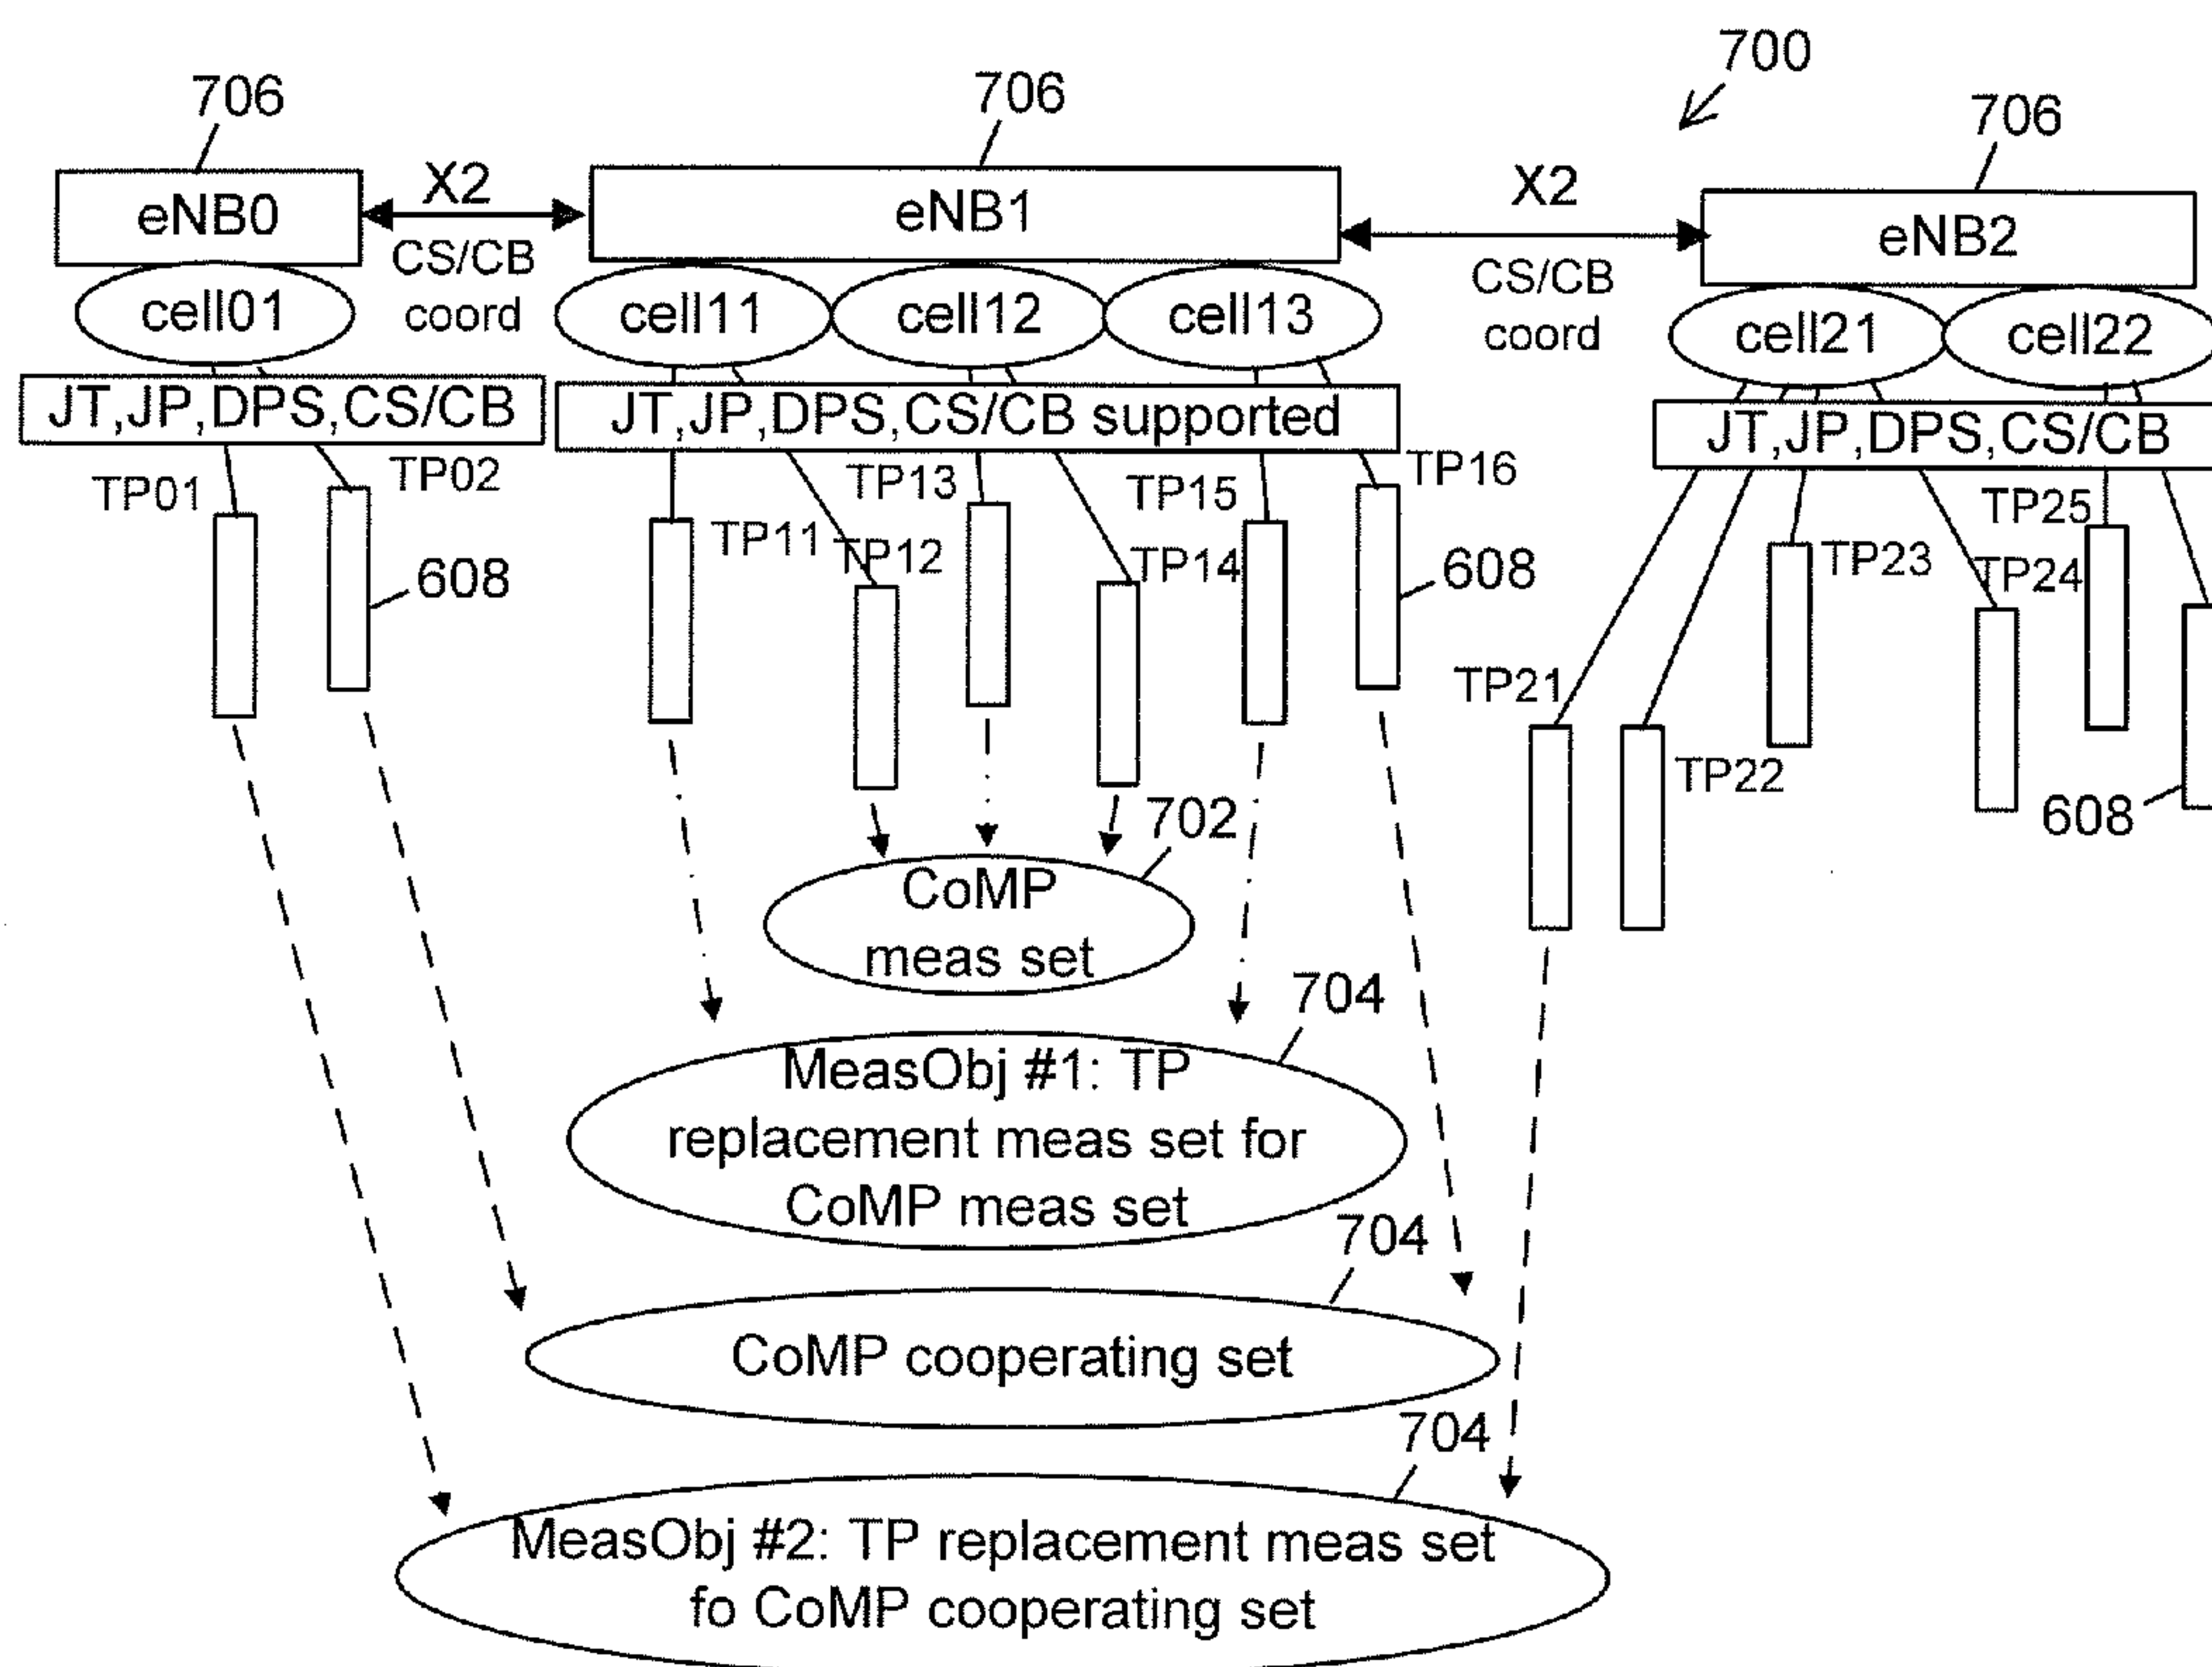 700
706
706
706
eNB0
X2
eNB1
X2
eNB2
CS/CB
coord
CS/CB
coord
cell01
cell11
cell12
cell13
cell21
cell22
JT,JP,DPS,CS/CB
JT,JP,DPS,CS/CB supported
JT,JP,DPS,CS/CB
TP01
TP02
TP11
TP12
TP13
TP14
TP15
TP16
TP21
TP22
TP23
TP24
TP25
608
608
608
702
CoMP
meas set
704
MeasObj #1: TP
replacement meas set for
CoMP meas set
704
CoMP cooperating set
704
MeasObj #2: TP replacement meas set
fo CoMP cooperating set